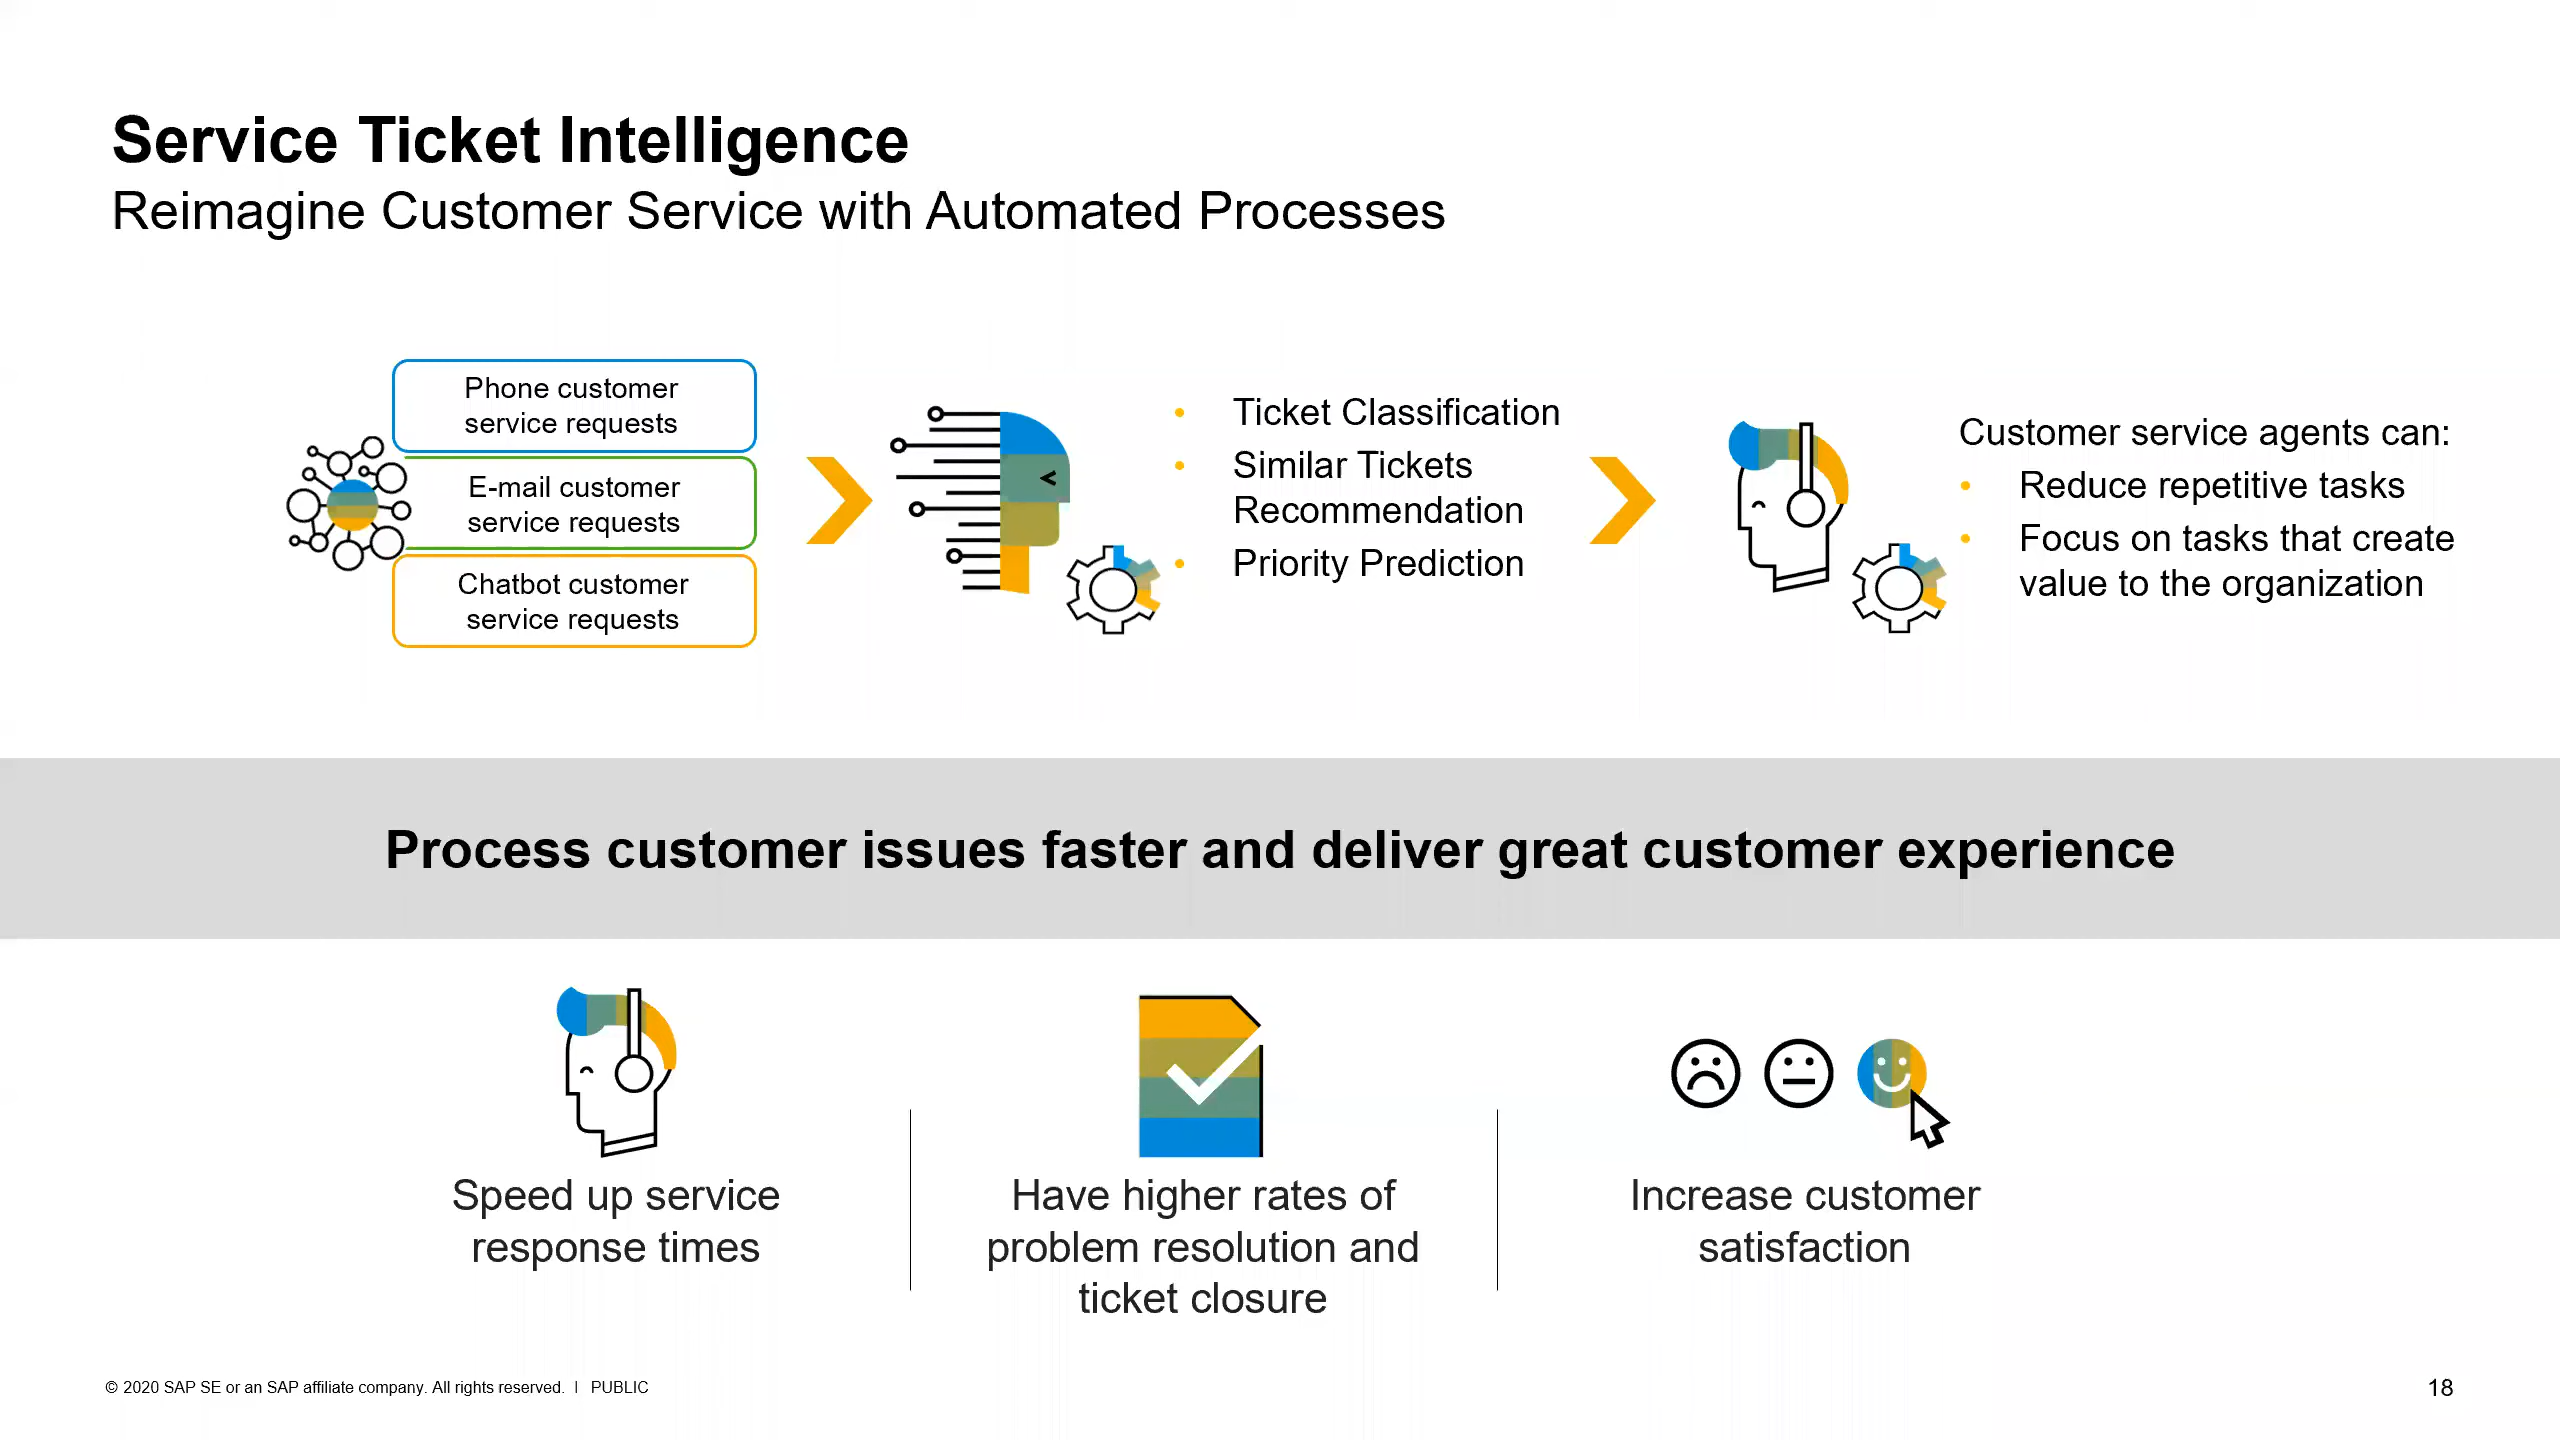 Service Ticket Intelligence
Reimagine Customer Service with Automated Processes
Phone customer
service requests
E-mail customer
service requests
Chatbot customer
service requests
• Ticket Classification
• Similar Tickets
Recommendation
• Priority Prediction
Customer service agents can:
• Reduce repetitive tasks
• Focus on tasks that create
value to the organization
Process customer issues faster and deliver great customer experience
Speed up service
response times
Have higher rates of
problem resolution and
ticket closure
Increase customer
satisfaction
© 2020 SAP SE or an SAP affiliate company. All rights reserved. | PUBLIC
18